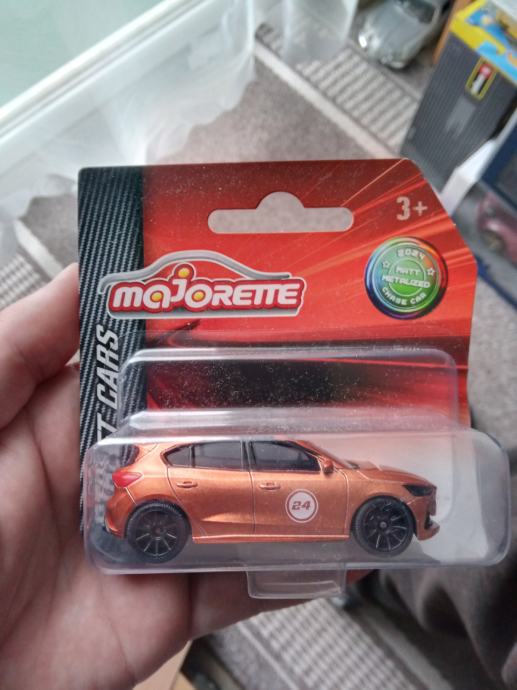 3+
2024
MATT
METALIZED
CHASE CAR
majorette
T CARS
24